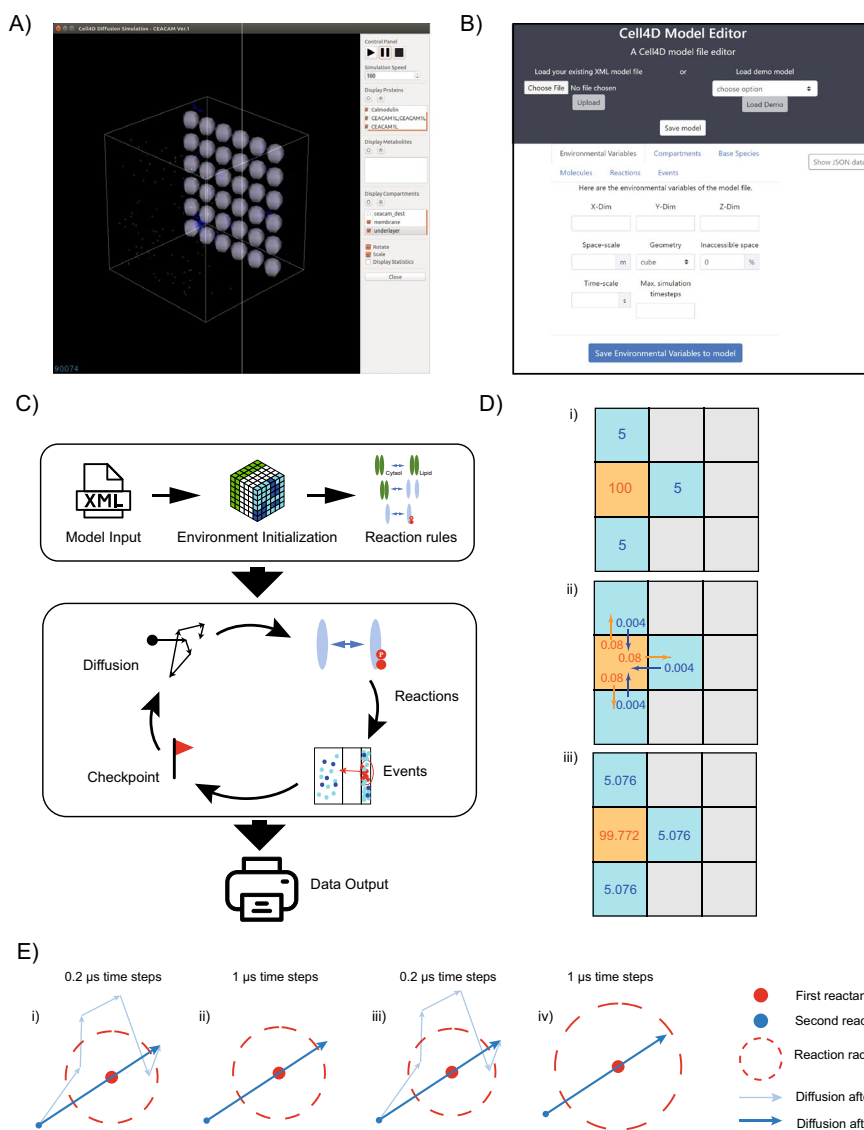 A)
Cell4D Diffusion Simulation - CEACAM Ver.1
Control Panel
Simulation Speed
160
Display Proteins
Calmodulin
CEACAM1L;CEACAM1L
CEACAM1L
Display Metabolites
Display Compartments
ceacam_dest
membrane
underlayer
Rotate
Scale
Display Statistics
Close
90074
B)
Cell4D Model Editor
A Cell4D model file editor
Load your existing XML model file or Load demo model
Choose File No file chosen
choose option
Upload
Load Demo
Save model
Environmental Variables Compartments Base Species
Show JSON data
Molecules Reactions Events
Here are the environmental variables of the model file.
X-Dim Y-Dim Z-Dim
Space-scale Geometry Inaccessible space
m cube 0 %
Time-scale Max. simulation timesteps
s
Save Environmental Variables to model
C)
XML
Cytsol Lipid
Model Input Environment Initialization Reaction rules
Diffusion
P
Reactions
Checkpoint
Events
Data Output
D)
i)
5
100 5
5
ii)
0.004
0.08
0.08
0.004
0.08
0.004
iii)
5.076
99.772 5.076
5.076
E)
0.2 µs time steps 1 µs time steps 0.2 µs time steps 1 µs time steps
i) ii) iii) iv)
First reactan
Second reac
Reaction rad
Diffusion afte
Diffusion afte